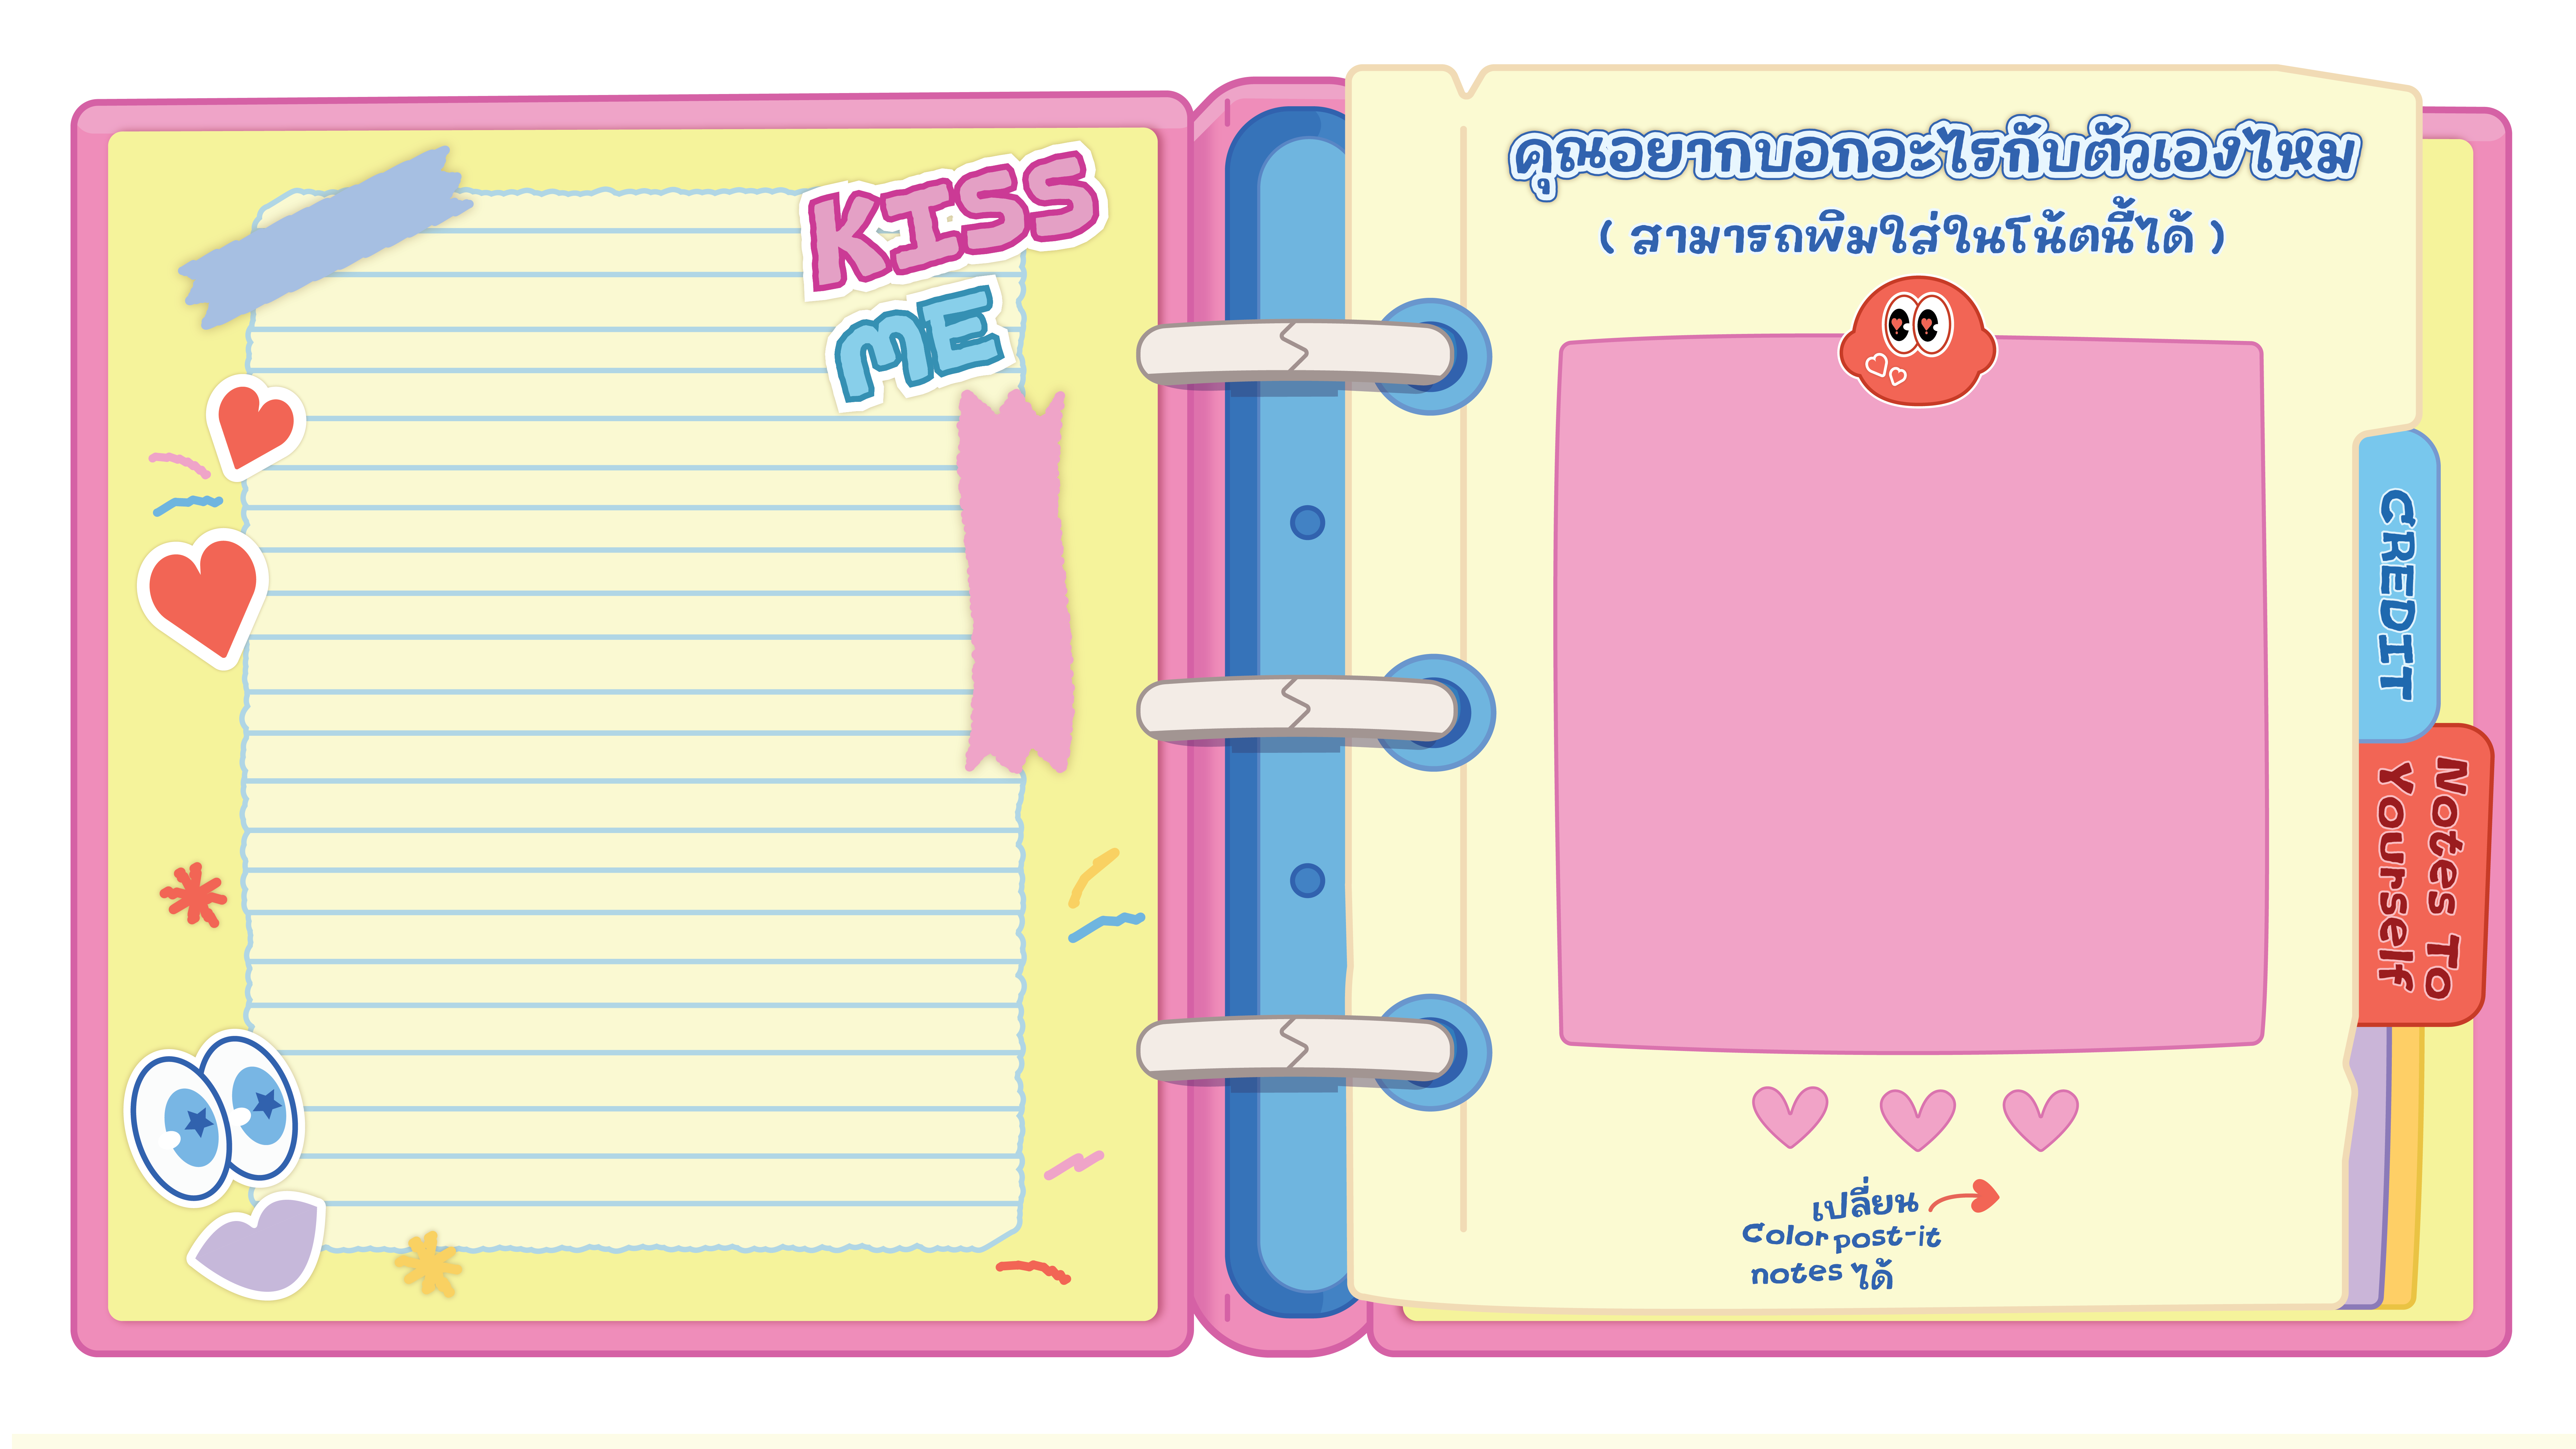 KISS
ME
คุณอยากบอกอะไรกับตัวเองไหม
( สามารถพิมใส่ในโน้ตนี้ได้ )
CREDIT
Notes To
Yourself
เปลี่ยน
Color post-it
notes ได้